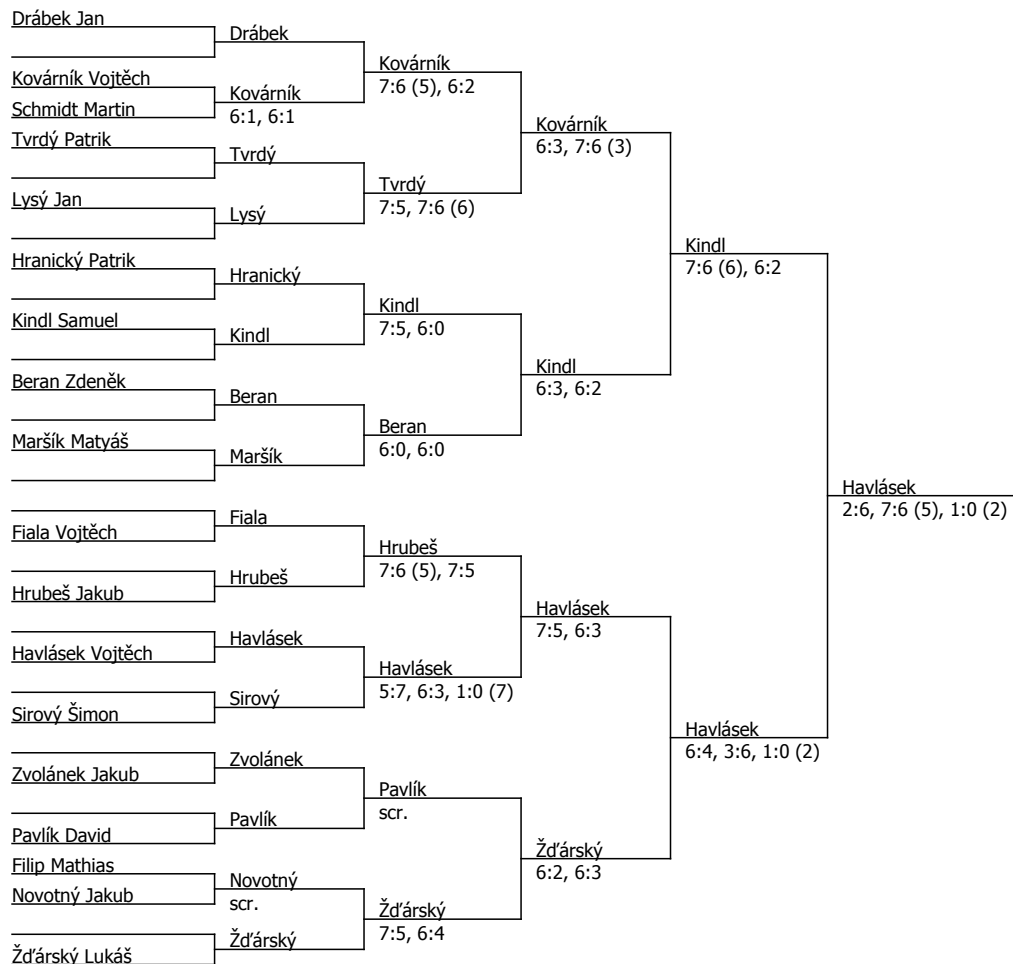 Drábek Jan
Kovárník Vojtěch
Schmidt Martin
Tvrdý Patrik
Lysý Jan
Hranický Patrik
Kindl Samuel
Beran Zdeněk
Maršík Matyáš
Fiala Vojtěch
Hrubeš Jakub
Havlásek Vojtěch
Sirový Šimon
Zvolánek Jakub
Pavlík David
Filip Mathias
Novotný Jakub
Žďárský Lukáš
Drábek
Kovárník
6:1, 6:1
Tvrdý
Lysý
Hranický
Kindl
Beran
Maršík
Fiala
Hrubeš
Havlásek
Sirový
Zvolánek
Pavlík
Novotný
scr.
Žďárský
Kovárník
7:6 (5), 6:2
Tvrdý
7:5, 7:6 (6)
Kindl
7:5, 6:0
Beran
6:0, 6:0
Hrubeš
7:6 (5), 7:5
Havlásek
5:7, 6:3, 1:0 (7)
Pavlík
scr.
Žďárský
7:5, 6:4
Kovárník
6:3, 7:6 (3)
Kindl
6:3, 6:2
Havlásek
7:5, 6:3
Žďárský
6:2, 6:3
Kindl
7:6 (6), 6:2
Havlásek
6:4, 3:6, 1:0 (2)
Havlásek
2:6, 7:6 (5), 1:0 (2)